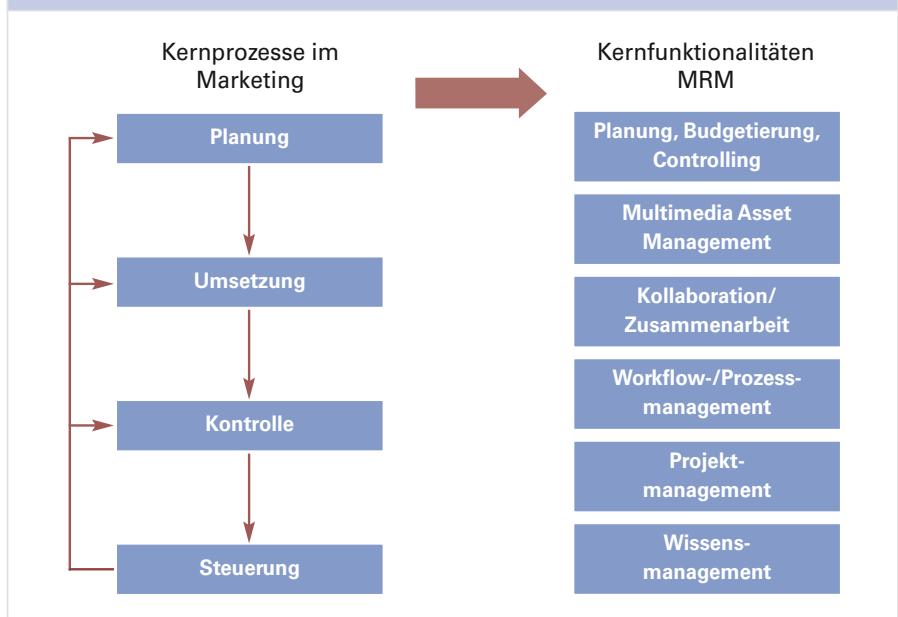 Kernprozesse im
Marketing
Planung
Umsetzung
Kontrolle
Steuerung
Kernfunktionalitäten
MRM
Planung, Budgetierung,
Controlling
Multimedia Asset
Management
Kollaboration/
Zusammenarbeit
Workflow-/Prozess-
management
Projekt-
management
Wissens-
management